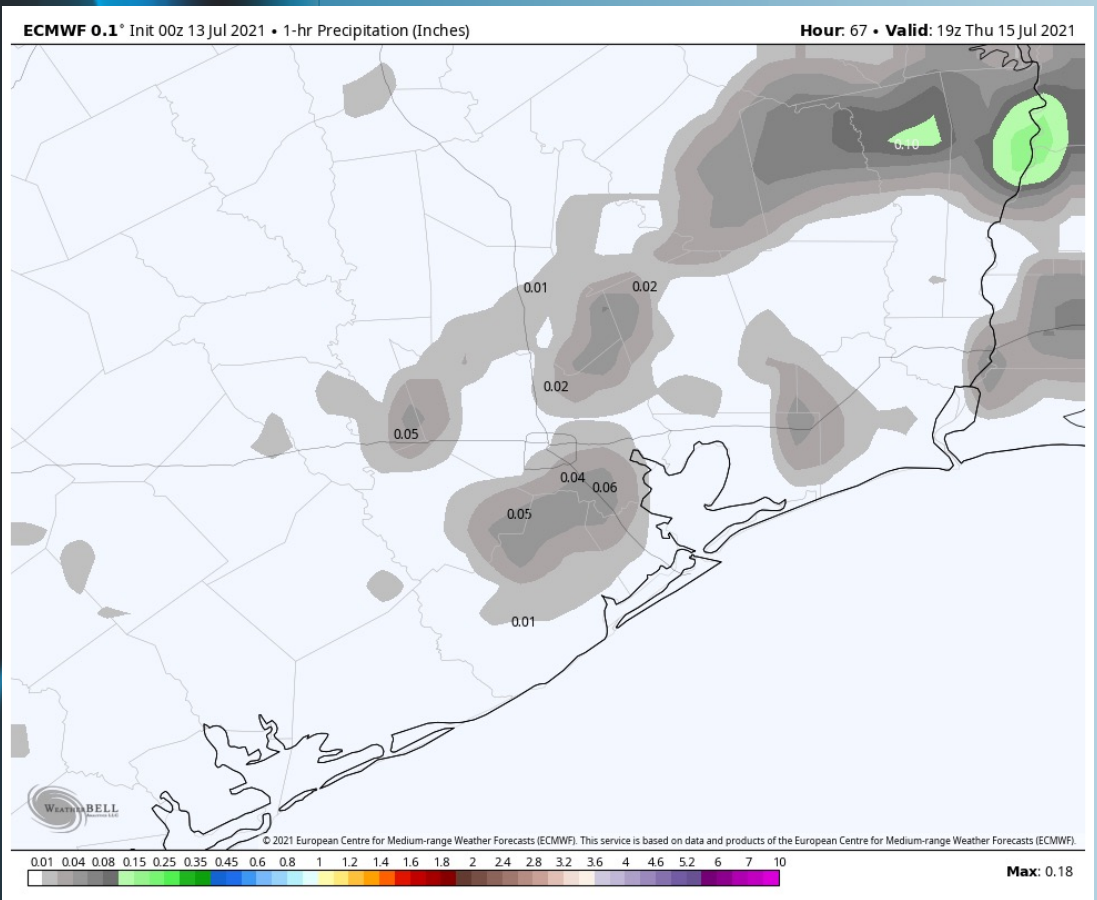 ECMWF 0.1° Init 00z 13 Jul 2021 • 1-hr Precipitation (Inches)
Hour: 67 • Valid: 19z Thu 15 Jul 2021
0.10
0.01
0.02
0.02
0.05
0.04
0.06
0.05
0.01
WEATHERBELL
© 2021 European Centre for Medium-range Weather Forecasts (ECMWF). This service is based on data and products of the European Centre for Medium-range Weather Forecasts (ECMWF).
0.01 0.04 0.08 0.15 0.25 0.35 0.45 0.6 0.8 1 1.2 1.4 1.6 1.8 2 2.4 2.8 3.2 3.6 4 4.6 5.2 6 7 10
Max: 0.18